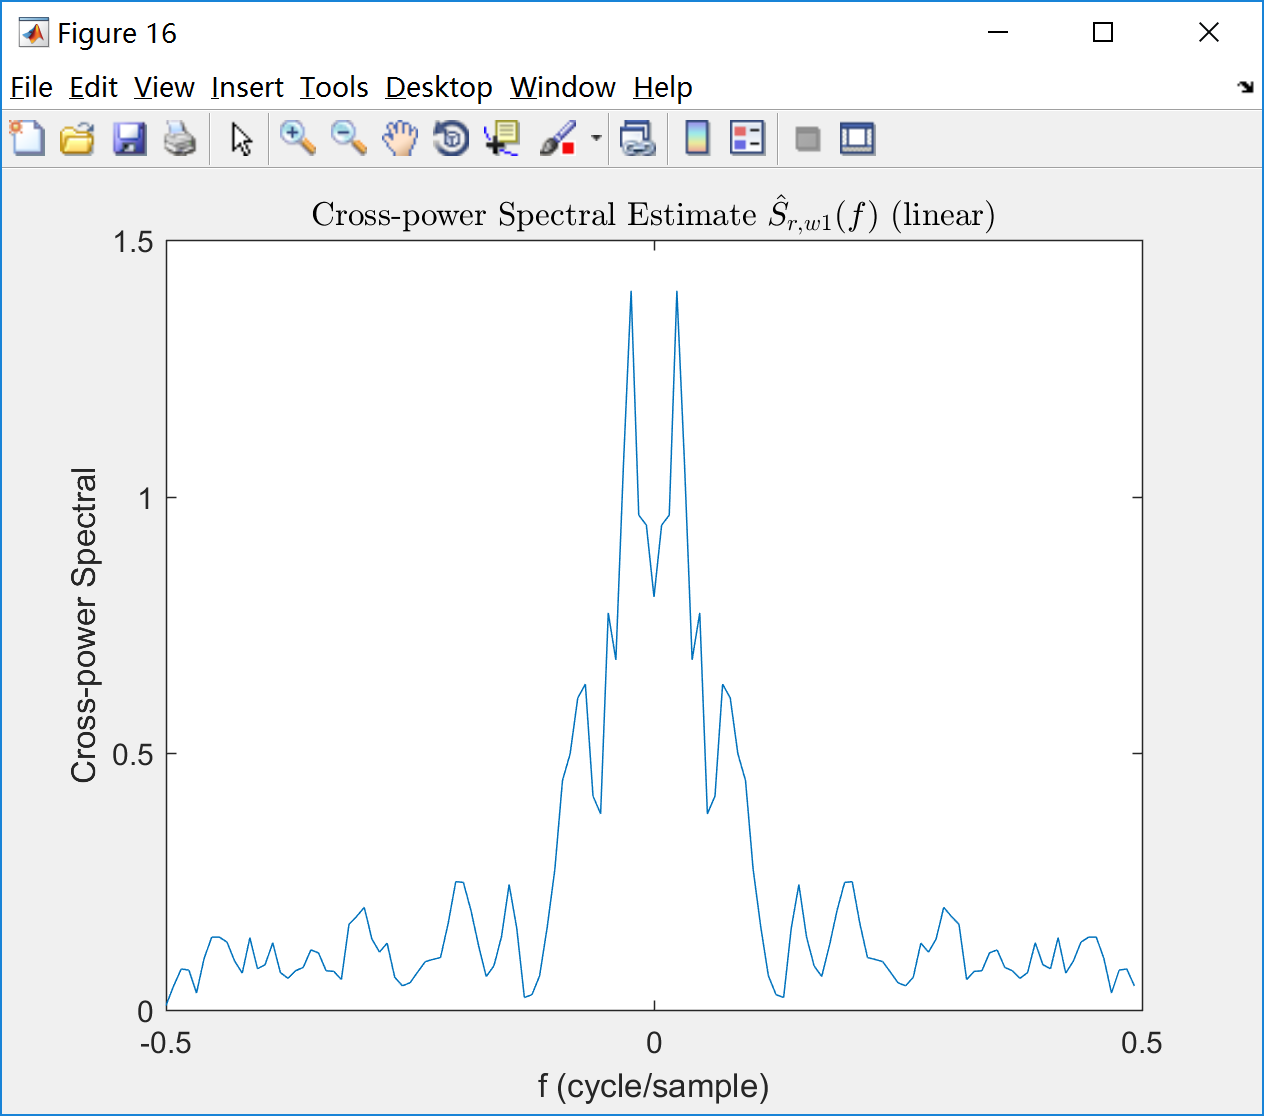 Figure 16
File Edit View Insert Tools Desktop Window Help
Cross-power Spectral Estimate Ŝ_{r,w1}(f) (linear)
1.5
1
0.5
0
Cross-power Spectral
-0.5 0 0.5
f (cycle/sample)